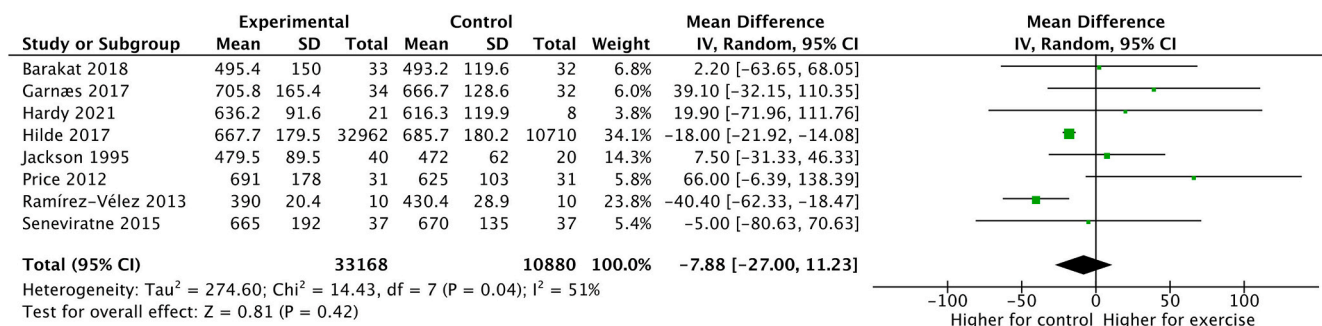 Experimental Control Mean Difference Mean Difference
Study or Subgroup Mean SD Total Mean SD Total Weight IV, Random, 95% CI IV, Random, 95% CI
Barakat 2018 495.4 150 33 493.2 119.6 32 6.8% 2.20 [−63.65, 68.05]
Garnæs 2017 705.8 165.4 34 666.7 128.6 32 6.0% 39.10 [−32.15, 110.35]
Hardy 2021 636.2 91.6 21 616.3 119.9 8 3.8% 19.90 [−71.96, 111.76]
Hilde 2017 667.7 179.5 32962 685.7 180.2 10710 34.1% −18.00 [−21.92, −14.08]
Jackson 1995 479.5 89.5 40 472 62 20 14.3% 7.50 [−31.33, 46.33]
Price 2012 691 178 31 625 103 31 5.8% 66.00 [−6.39, 138.39]
Ramírez-Vélez 2013 390 20.4 10 430.4 28.9 10 23.8% −40.40 [−62.33, −18.47]
Seneviratne 2015 665 192 37 670 135 37 5.4% −5.00 [−80.63, 70.63]
Total (95% CI) 33168 10880 100.0% −7.88 [−27.00, 11.23]
Heterogeneity: Tau² = 274.60; Chi² = 14.43, df = 7 (P = 0.04); I² = 51%
Test for overall effect: Z = 0.81 (P = 0.42)
−100 −50 0 50 100
Higher for control Higher for exercise